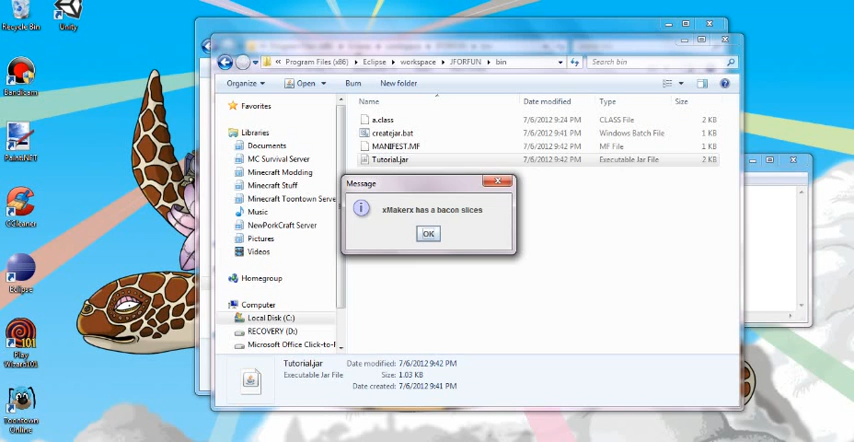 Recycle Bin
Unity
Bandicam
Paint.NET
CCleaner
Eclipse
Play
Wizard101
Toontown
Online
« Program Files (x86) Eclipse workspace JFORFUN bin
Search bin
Organize Open Burn New folder
Favorites
Libraries
Documents
MC Survival Server
Minecraft Modding
Minecraft Stuff
Minecraft Toontown Serve
Music
NewPorkCraft Server
Pictures
Videos
Homegroup
Computer
Local Disk (C:)
RECOVERY (D:)
Microsoft Office Click-to-F
Name Date modified Type Size
a.class 7/6/2012 9:24 PM CLASS File 2 KB
createjar.bat 7/6/2012 9:41 PM Windows Batch File 1 KB
MANIFEST.MF 7/6/2012 9:42 PM MF File 1 KB
Tutorial.jar 7/6/2012 9:42 PM Executable Jar File 2 KB
Message
xMakerx has a bacon slices
OK
Tutorial.jar Date modified: 7/6/2012 9:42 PM
Executable Jar File Size: 1.03 KB
Date created: 7/6/2012 9:41 PM